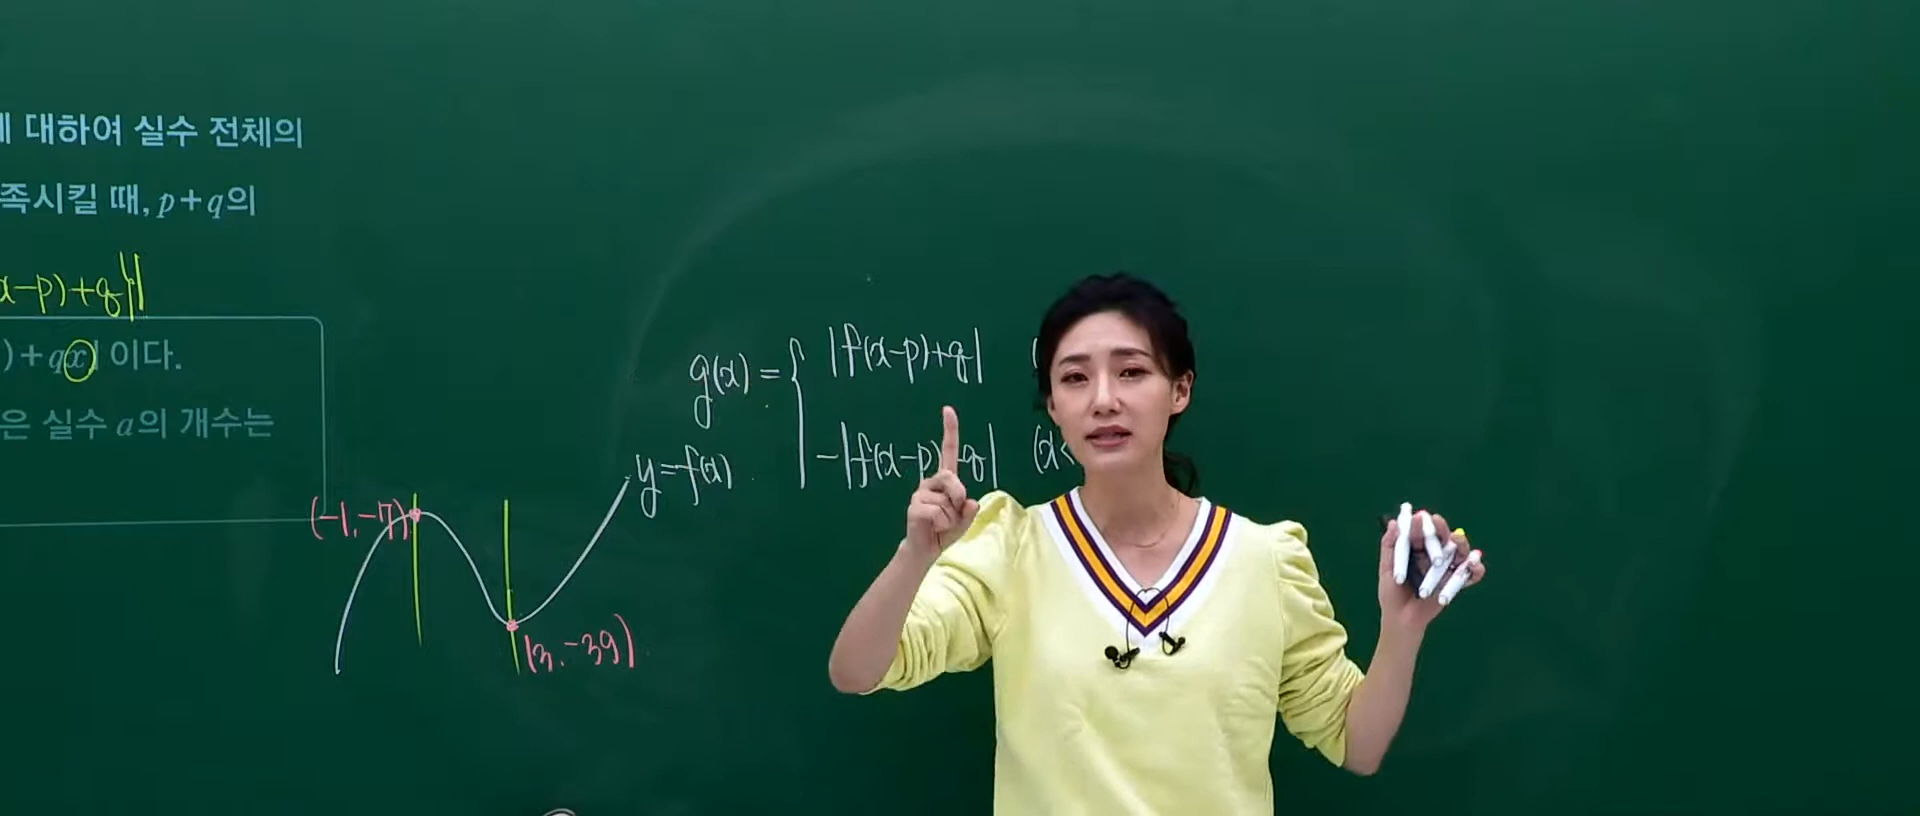 대하여 실수 전체의
족시킬 때, p+q의
x-p)+q}|
)+qx| 이다.
은 실수 a의 개수는
g(x)= { |f(x-p)+q|
-|f(x-p) q| (x<
y=f(x)
(-1,-7)
(3,-39)